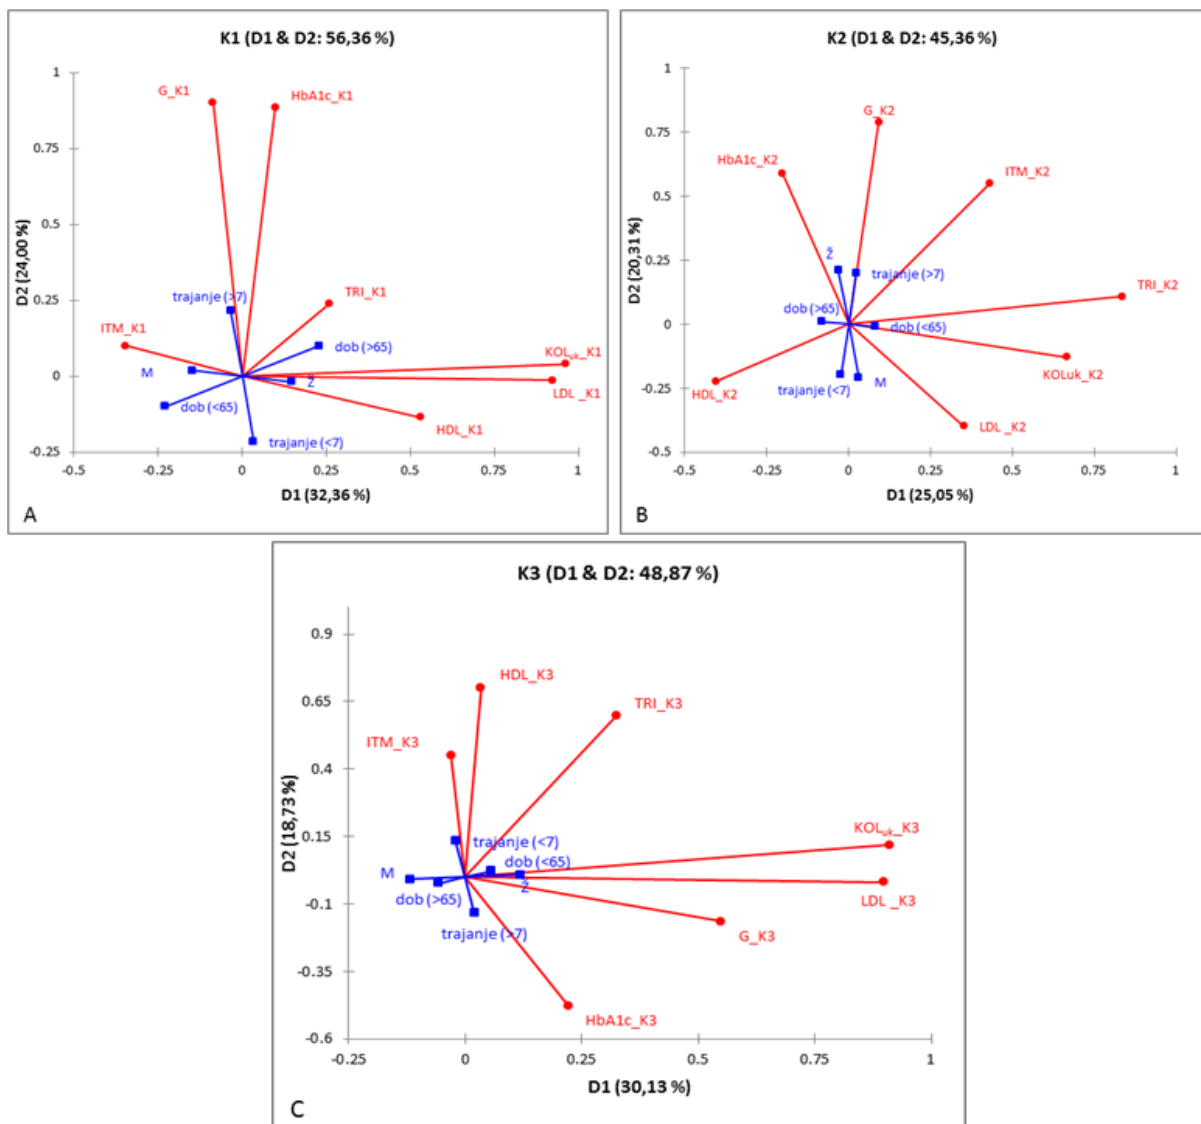 K1 (D1 & D2: 56,36 %)
1
G_K1
HbA1c_K1
0.75
0.5
D2 (24,00 %)
0.25
trajanje (>7)
TRI_K1
ITM_K1
dob (>65)
KOLuk_K1
M
Ž
0
LDL _K1
dob (<65)
HDL_K1
trajanje (<7)
-0.25
-0.5 -0.25 0 0.25 0.5 0.75 1
D1 (32,36 %)
A
K2 (D1 & D2: 45,36 %)
1
G_K2
0.75
HbA1c_K2
ITM_K2
0.5
D2 (20,31 %)
Ž
0.25
trajanje (>7)
TRI_K2
dob (>65)
dob (<65)
0
KOLuk_K2
trajanje (<7)
M
HDL_K2
-0.25
LDL _K2
-0.5
-0.5 -0.25 0 0.25 0.5 0.75 1
D1 (25,05 %)
B
K3 (D1 & D2: 48,87 %)
0.9
HDL_K3
0.65
TRI_K3
ITM_K3
0.4
D2 (18,73 %)
0.15
trajanje (<7)
KOLuk_K3
dob (<65)
M
Ž
dob (>65)
LDL _K3
-0.1
trajanje (>7)
G_K3
-0.35
HbA1c_K3
-0.6
-0.25 0 0.25 0.5 0.75 1
D1 (30,13 %)
C